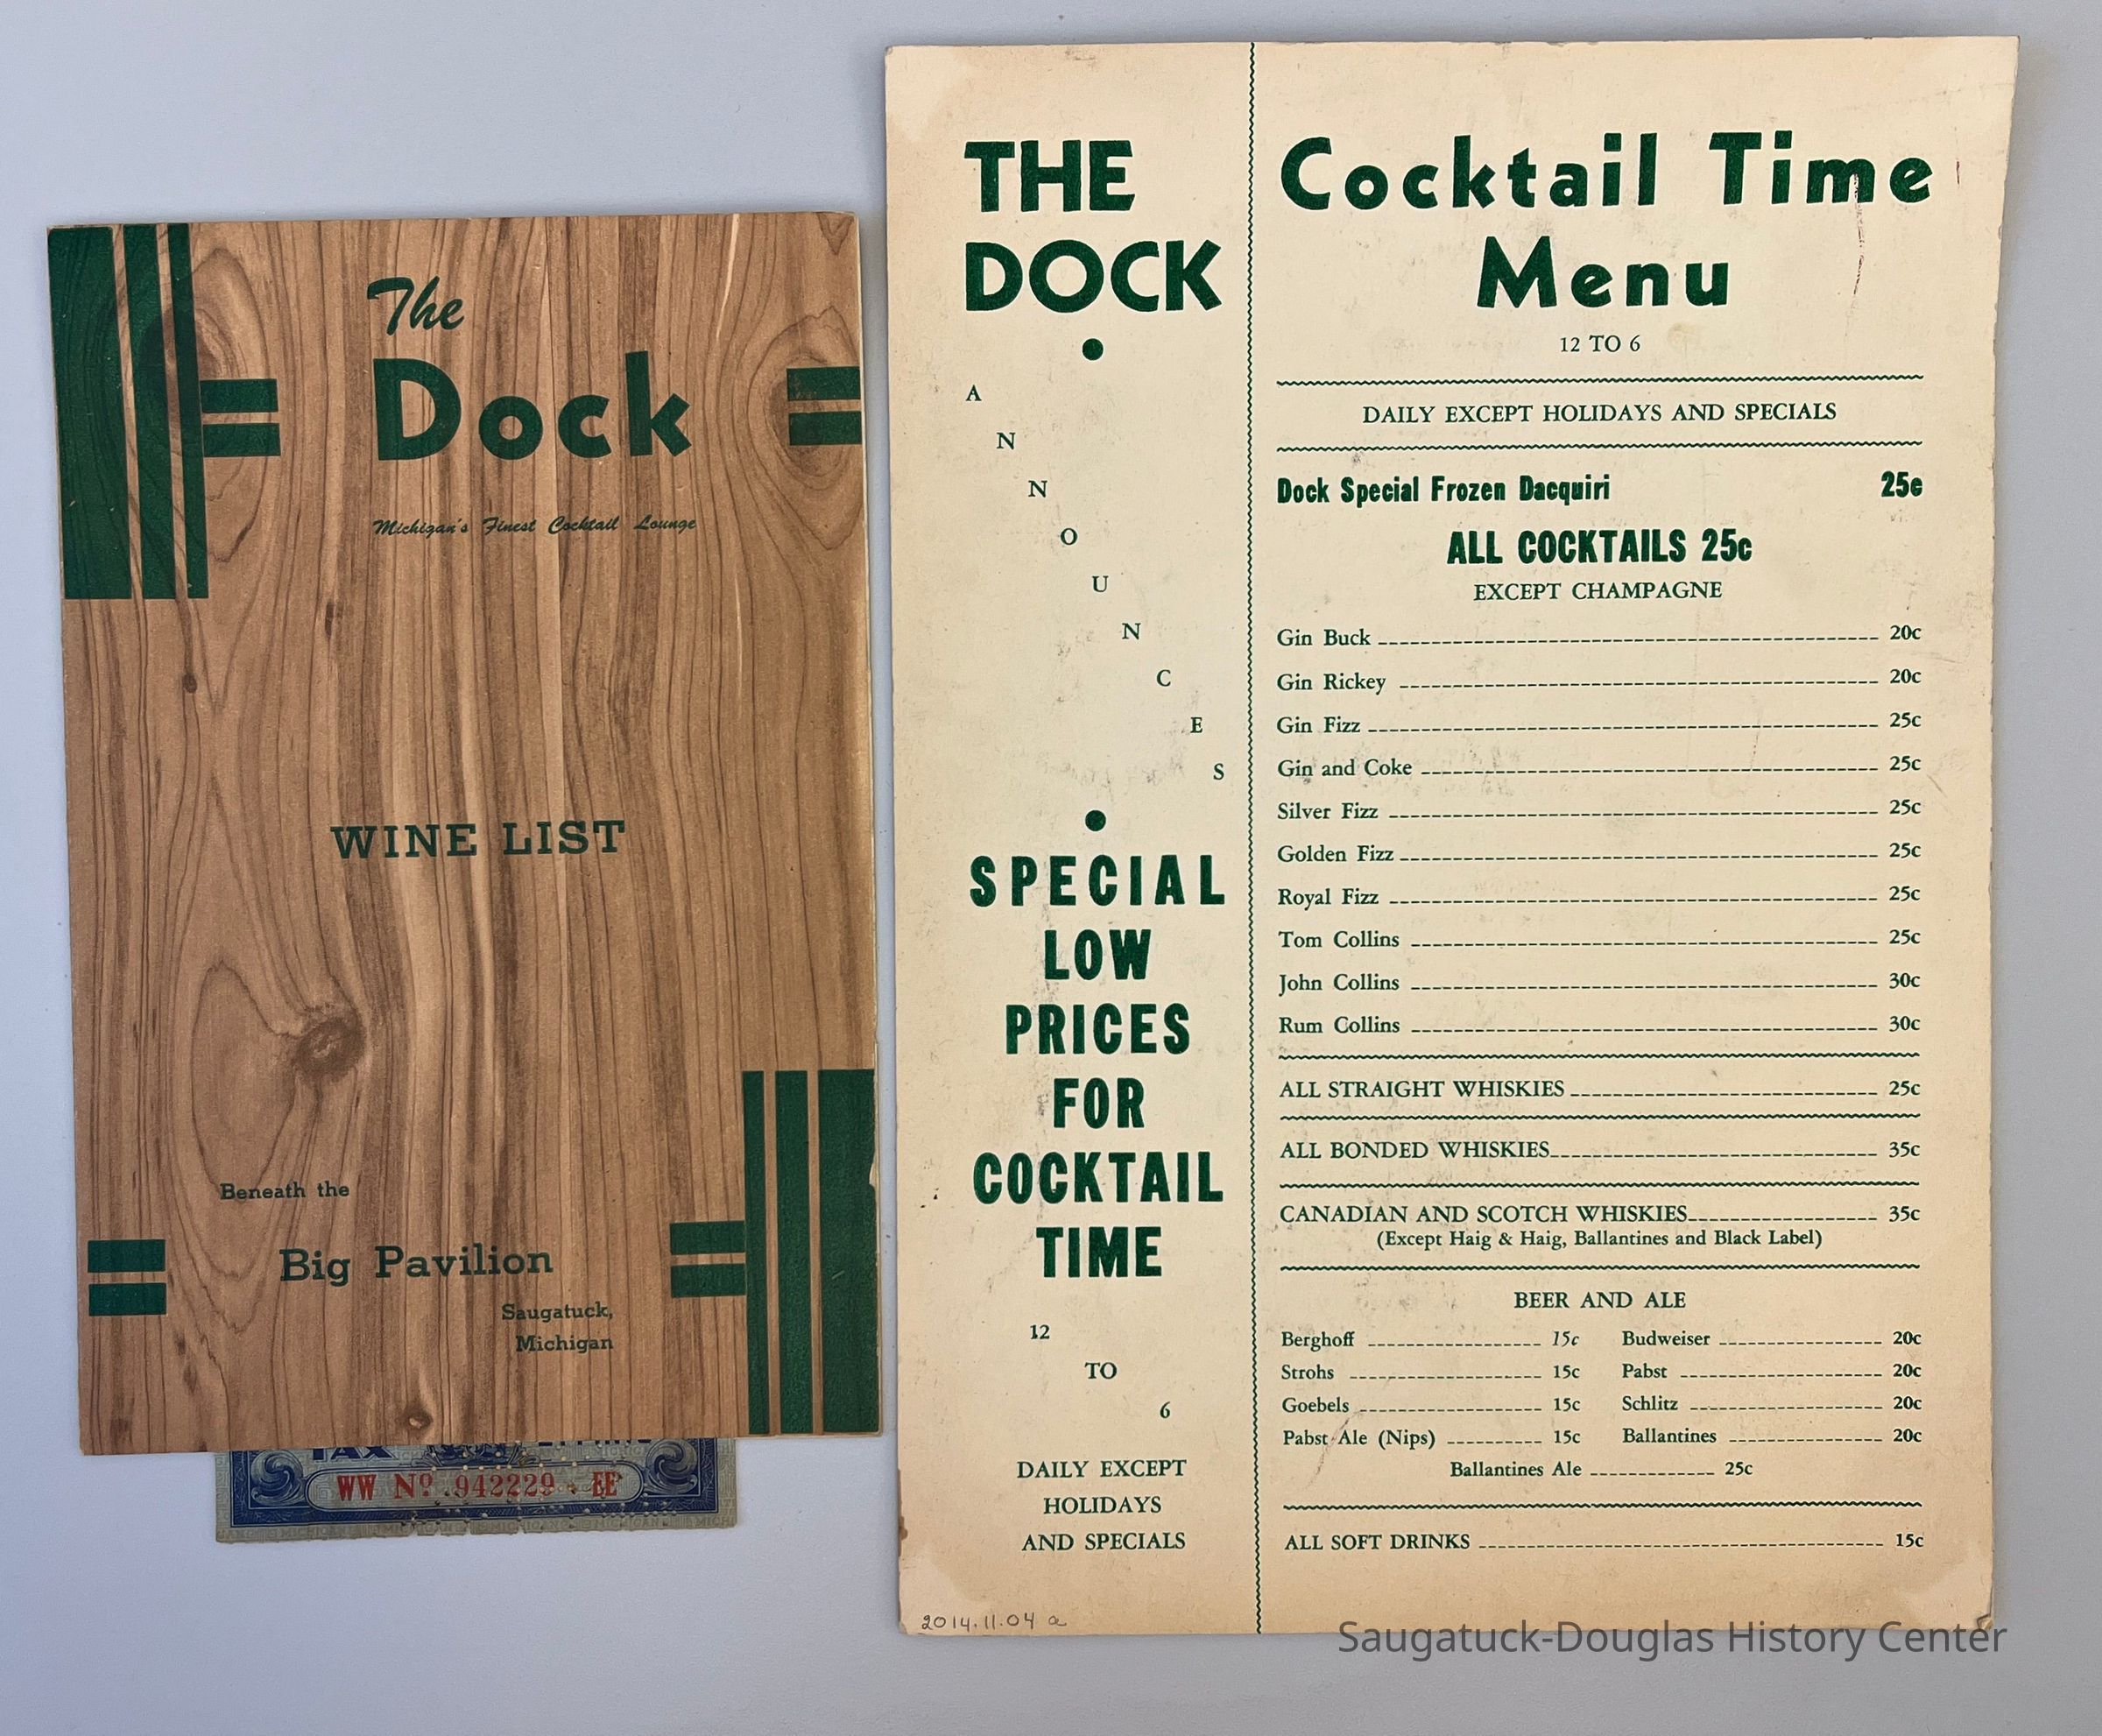 The
Dock
Michigan's Finest Cocktail Lounge
WINE LIST
Beneath the
Big Pavilion
Saugatuck,
Michigan
TAX
WW Nº 942229 EE
THE
DOCK
ANNOUNCES
SPECIAL
LOW
PRICES
FOR
COCKTAIL
TIME
12
TO
6
DAILY EXCEPT
HOLIDAYS
AND SPECIALS
2014.11.04 a
Cocktail Time
Menu
12 TO 6
DAILY EXCEPT HOLIDAYS AND SPECIALS
Dock Special Frozen Dacquiri 25c
ALL COCKTAILS 25c
EXCEPT CHAMPAGNE
Gin Buck 20c
Gin Rickey 20c
Gin Fizz 25c
Gin and Coke 25c
Silver Fizz 25c
Golden Fizz 25c
Royal Fizz 25c
Tom Collins 25c
John Collins 30c
Rum Collins 30c
ALL STRAIGHT WHISKIES 25c
ALL BONDED WHISKIES 35c
CANADIAN AND SCOTCH WHISKIES 35c
(Except Haig & Haig, Ballantines and Black Label)
BEER AND ALE
Berghoff 15c Budweiser 20c
Strohs 15c Pabst 20c
Goebels 15c Schlitz 20c
Pabst Ale (Nips) 15c Ballantines 20c
Ballantines Ale 25c
ALL SOFT DRINKS 15c
Saugatuck-Douglas History Center